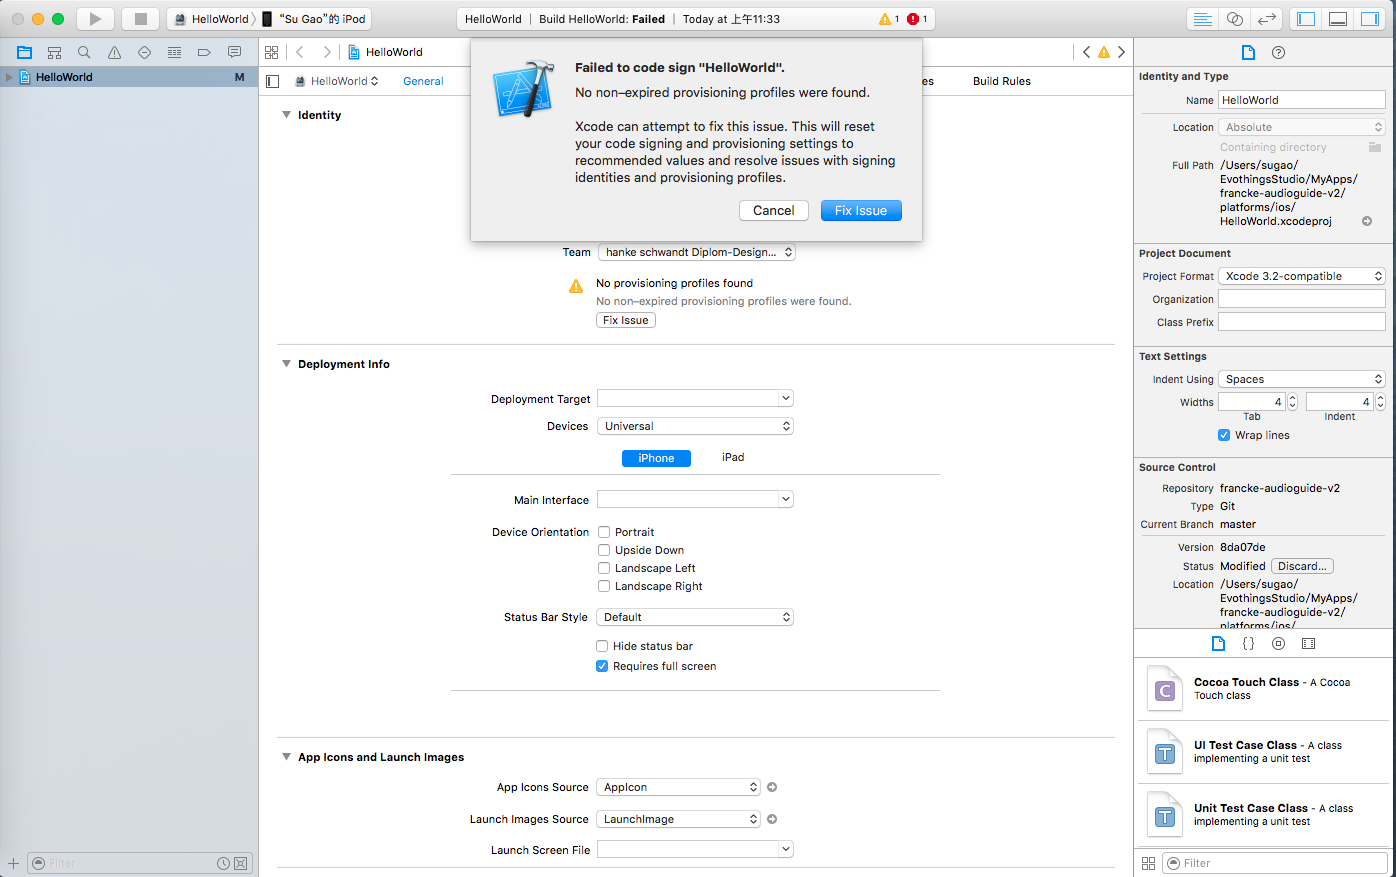 HelloWorld
"Su Gao"的 iPod
HelloWorld | Build HelloWorld: Failed | Today at 上午11:33
1
1
HelloWorld
M
HelloWorld
HelloWorld
General
es
Build Rules
Failed to code sign "HelloWorld".
No non–expired provisioning profiles were found.
Xcode can attempt to fix this issue. This will reset
your code signing and provisioning settings to
recommended values and resolve issues with signing
identities and provisioning profiles.
Cancel
Fix Issue
Identity
Team
hanke schwandt Diplom-Design...
No provisioning profiles found
No non–expired provisioning profiles were found.
Fix Issue
Deployment Info
Deployment Target
Devices
Universal
iPhone
iPad
Main Interface
Device Orientation
Portrait
Upside Down
Landscape Left
Landscape Right
Status Bar Style
Default
Hide status bar
Requires full screen
App Icons and Launch Images
App Icons Source
AppIcon
Launch Images Source
LaunchImage
Launch Screen File
Filter
Identity and Type
Name
HelloWorld
Location
Absolute
Containing directory
Full Path
/Users/sugao/
EvothingsStudio/MyApps/
francke-audioguide-v2/
platforms/ios/
HelloWorld.xcodeproj
Project Document
Project Format
Xcode 3.2-compatible
Organization
Class Prefix
Text Settings
Indent Using
Spaces
Widths
4
4
Tab
Indent
Wrap lines
Source Control
Repository
francke-audioguide-v2
Type
Git
Current Branch
master
Version
8da07de
Status
Modified
Discard...
Location
/Users/sugao/
EvothingsStudio/MyApps/
francke-audioguide-v2/
platforms/ios/
{ }
C
Cocoa Touch Class - A Cocoa
Touch class
T
UI Test Case Class - A class
implementing a unit test
T
Unit Test Case Class - A class
implementing a unit test
Filter